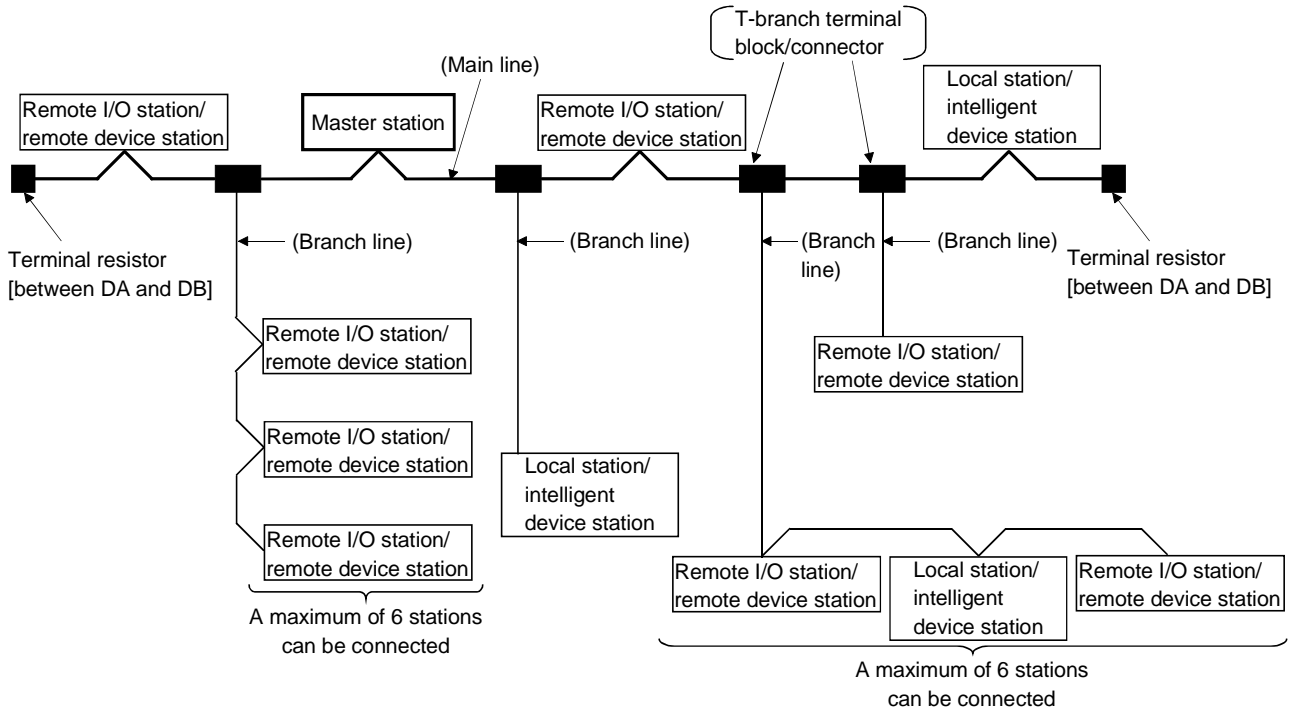 T-branch terminal
block/connector
(Main line)
Local station/
intelligent
device station
Remote I/O station/
remote device station
Master station
Remote I/O station/
remote device station
(Branch line)
(Branch line)
(Branch
line)
(Branch line)
Terminal resistor
[between DA and DB]
Terminal resistor
[between DA and DB]
Remote I/O station/
remote device station
Remote I/O station/
remote device station
Remote I/O station/
remote device station
Local station/
intelligent
device station
Remote I/O station/
remote device station
Remote I/O station/
remote device station
Local station/
intelligent
device station
Remote I/O station/
remote device station
A maximum of 6 stations
can be connected
A maximum of 6 stations
can be connected